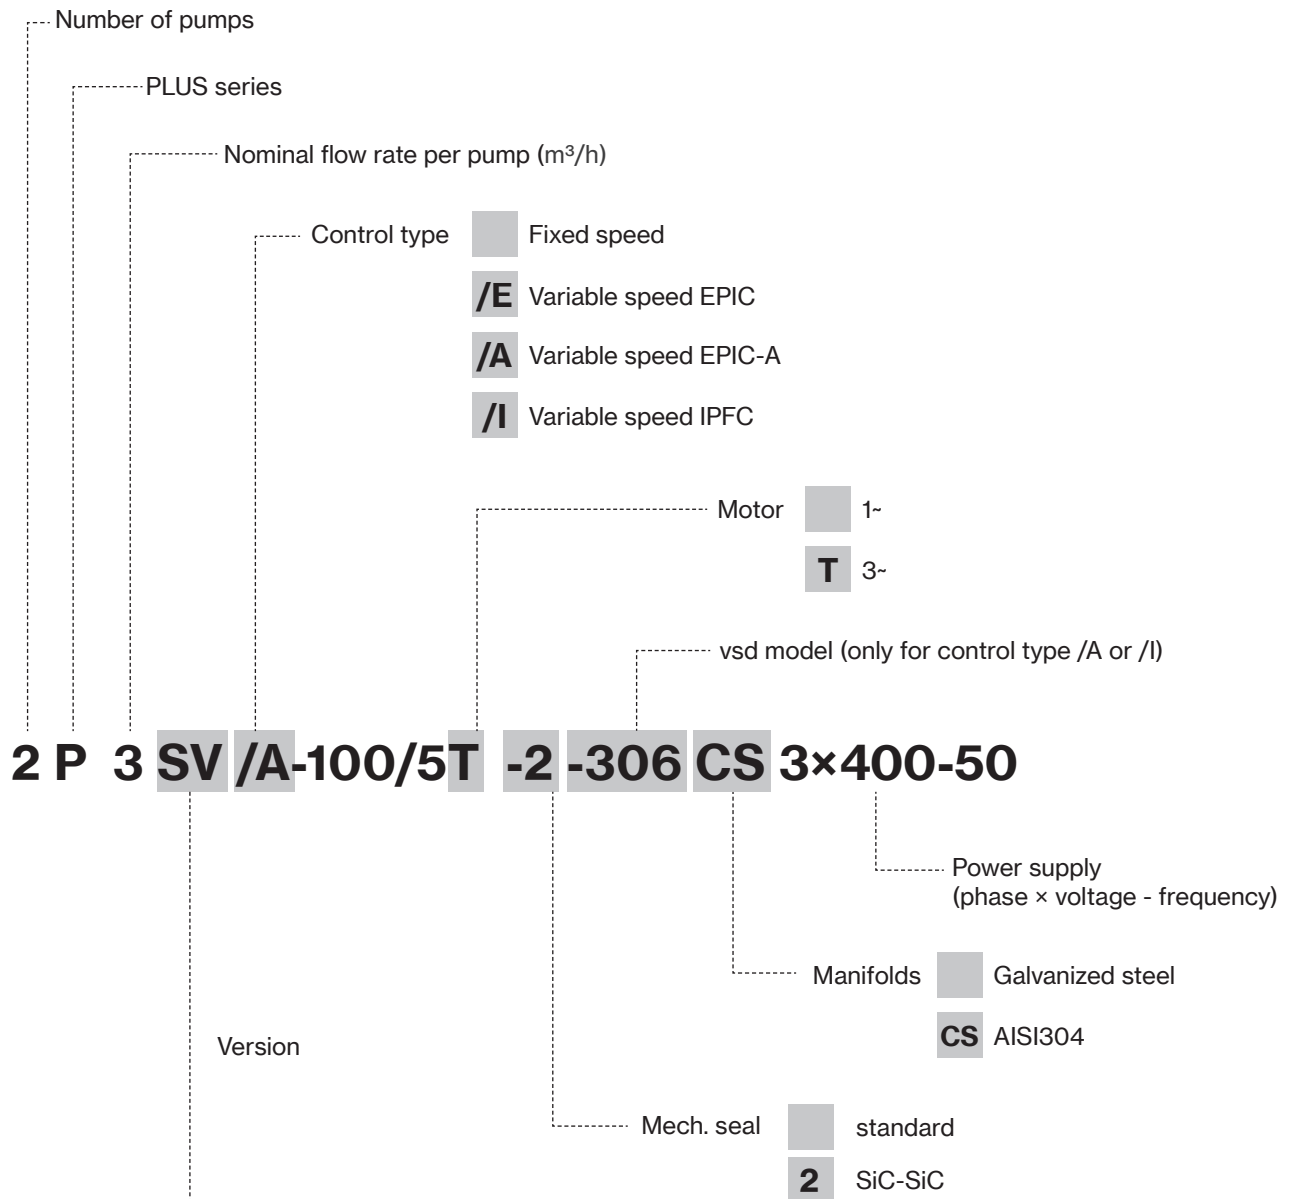 Number of pumps
PLUS series
Nominal flow rate per pump (m³/h)
Control type Fixed speed
/E Variable speed EPIC
/A Variable speed EPIC-A
/I Variable speed IPFC
Motor 1~
T 3~
vsd model (only for control type /A or /I)
2 P 3 SV /A-100/5T -2 -306 CS 3×400-50
Power supply
(phase × voltage - frequency)
Manifolds Galvanized steel
CS AISI304
Version
Mech. seal standard
2 SiC-SiC